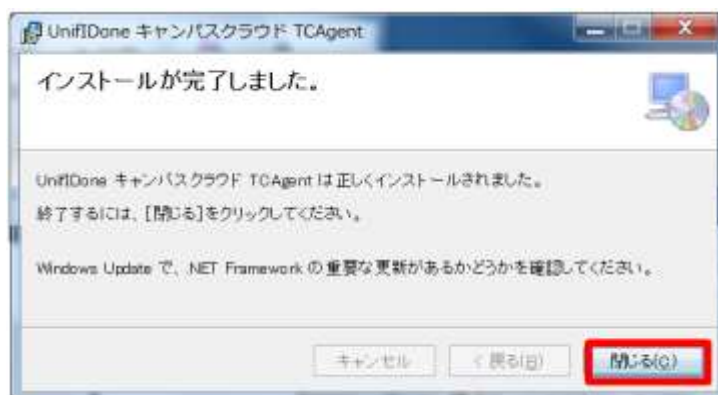 UnifIDone キャンパスクラウド TCAgent
インストールが完了しました。
UnifIDone キャンパスクラウド TCAgent は正しくインストールされました。
終了するには、[閉じる]をクリックしてください。
Windows Update で、.NET Framework の重要な更新があるかどうかを確認してください。
キャンセル
< 戻る(B)
閉じる(C)